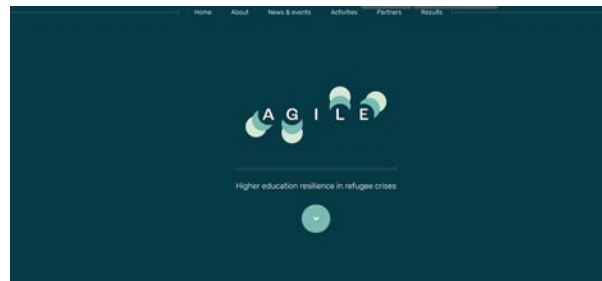 Home About News & events Activities Partners Results
AGILE
Higher education resilience in refugee crises